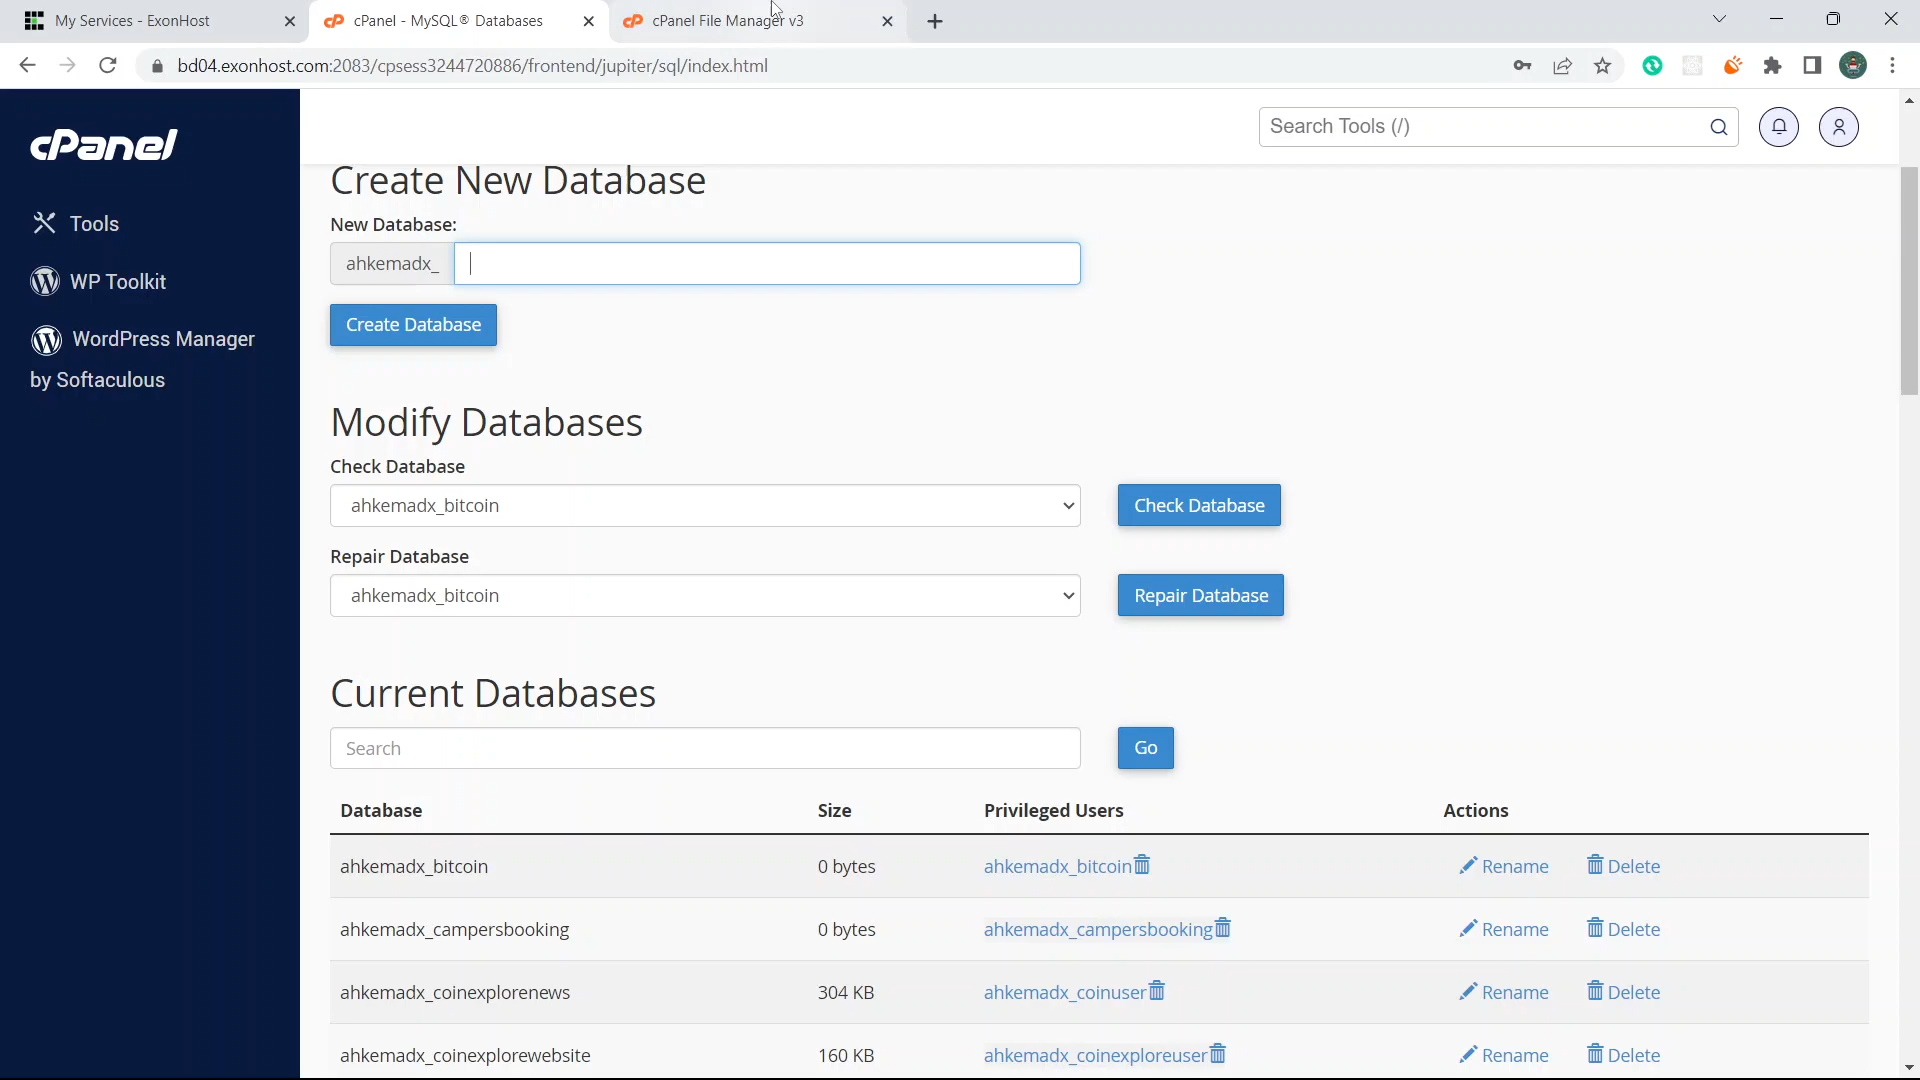 My Services - ExonHost
cPanel - MySQL® Databases
cPanel File Manager v3
bd04.exonhost.com:2083/cpsess3244720886/frontend/jupiter/sql/index.html
cPanel
Search Tools (/)
Tools
WP Toolkit
WordPress Manager
by Softaculous
Create New Database
New Database:
ahkemadx_
Create Database
Modify Databases
Check Database
ahkemadx_bitcoin
Check Database
Repair Database
ahkemadx_bitcoin
Repair Database
Current Databases
Search
Go
Database Size Privileged Users Actions
ahkemadx_bitcoin 0 bytes ahkemadx_bitcoin Rename Delete
ahkemadx_campersbooking 0 bytes ahkemadx_campersbooking Rename Delete
ahkemadx_coinexplorenews 304 KB ahkemadx_coinuser Rename Delete
ahkemadx_coinexplorewebsite 160 KB ahkemadx_coinexploreuser Rename Delete